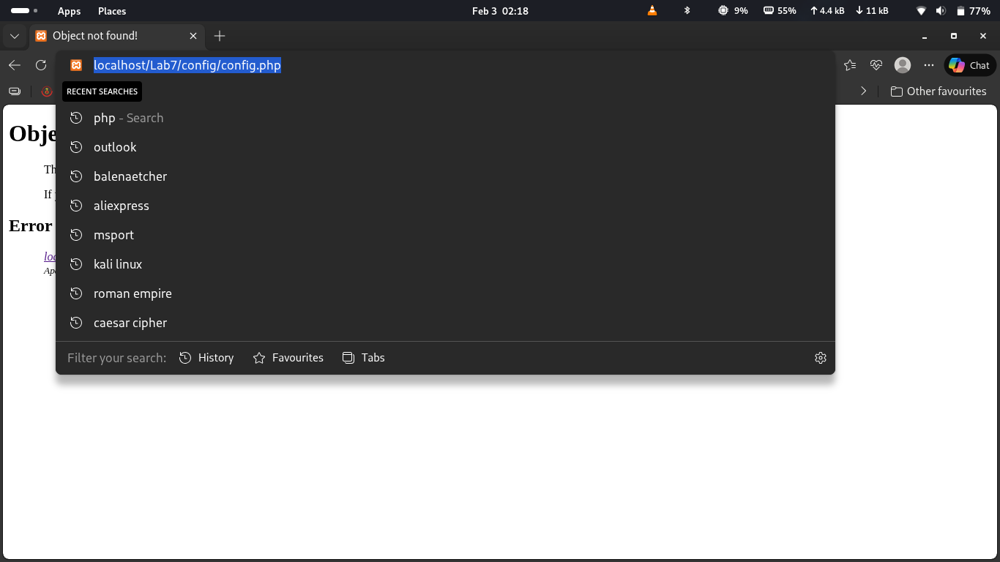 Apps Places Feb 3 02:18 9% 55% 4.4 kB 11 kB 77%
Object not found!
localhost/Lab7/config/config.php Chat
RECENT SEARCHES Other favourites
php - Search
Obje
outlook
Th
balenaetcher
If
aliexpress
Error
msport
loc
kali linux
Apa
roman empire
caesar cipher
Filter your search: History Favourites Tabs